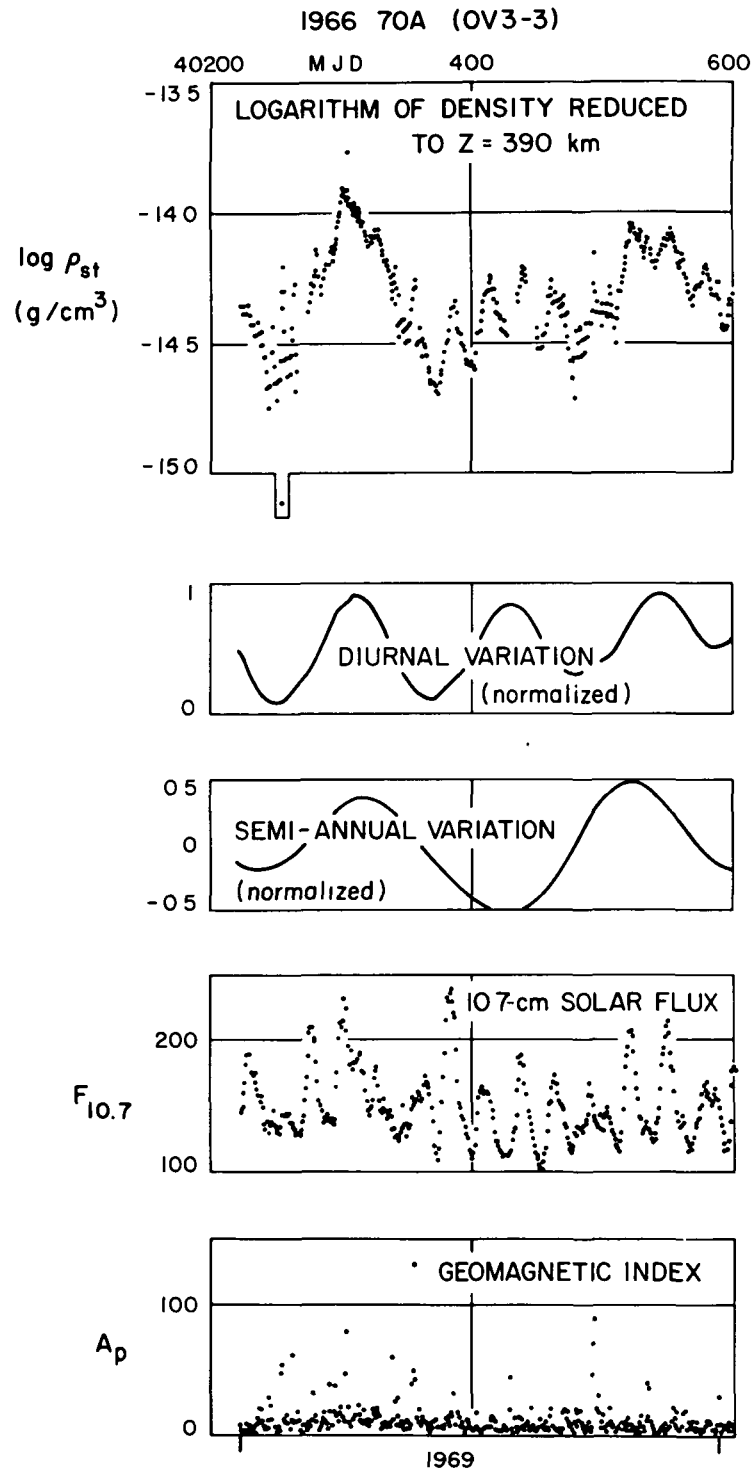 1966 70A (OV3-3)
40200 MJD 400 600
-13 5
LOGARITHM OF DENSITY REDUCED
TO Z = 390 km
-14 0
log ρst
(g/cm³)
-14 5
-15 0
1
DIURNAL VARIATION
(normalized)
0
0 5
SEMI-ANNUAL VARIATION
0
(normalized)
-0 5
10 7-cm SOLAR FLUX
200
F10.7
100
GEOMAGNETIC INDEX
100
Ap
0
1969